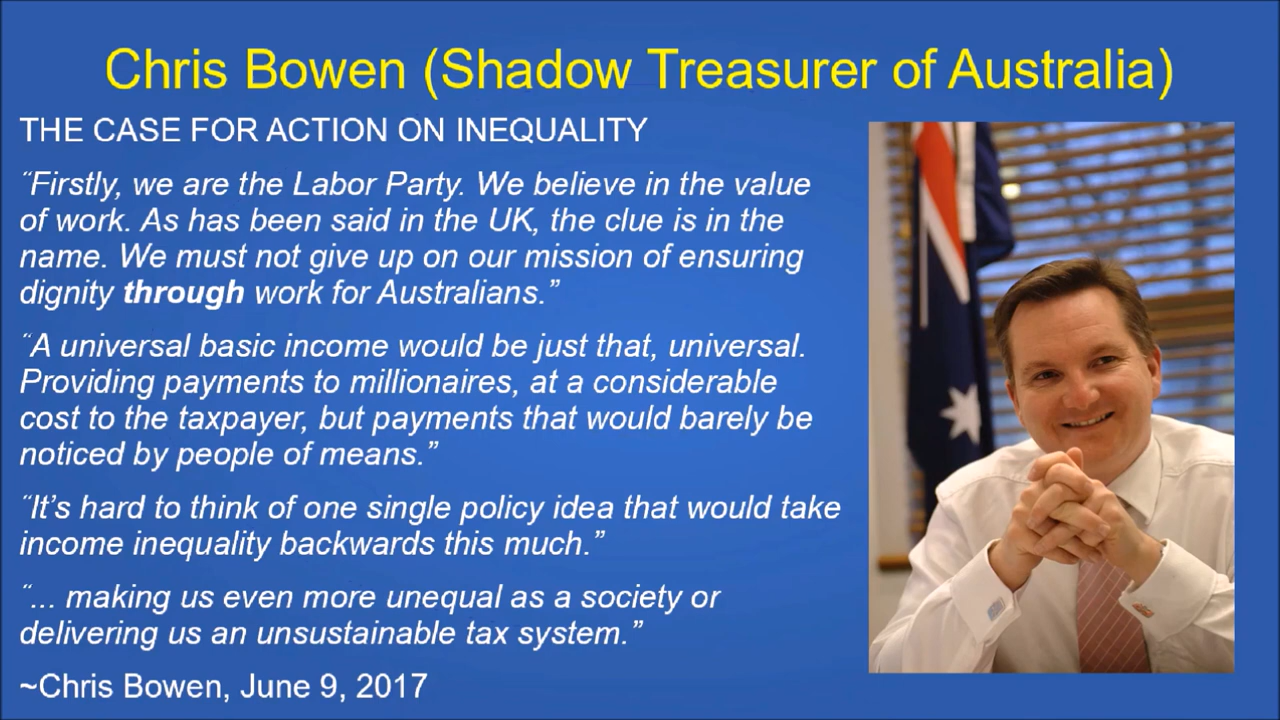 Chris Bowen (Shadow Treasurer of Australia)
THE CASE FOR ACTION ON INEQUALITY
“Firstly, we are the Labor Party. We believe in the value
of work. As has been said in the UK, the clue is in the
name. We must not give up on our mission of ensuring
dignity through work for Australians.”
“A universal basic income would be just that, universal.
Providing payments to millionaires, at a considerable
cost to the taxpayer, but payments that would barely be
noticed by people of means.”
“It’s hard to think of one single policy idea that would take
income inequality backwards this much.”
“... making us even more unequal as a society or
delivering us an unsustainable tax system.”
~Chris Bowen, June 9, 2017